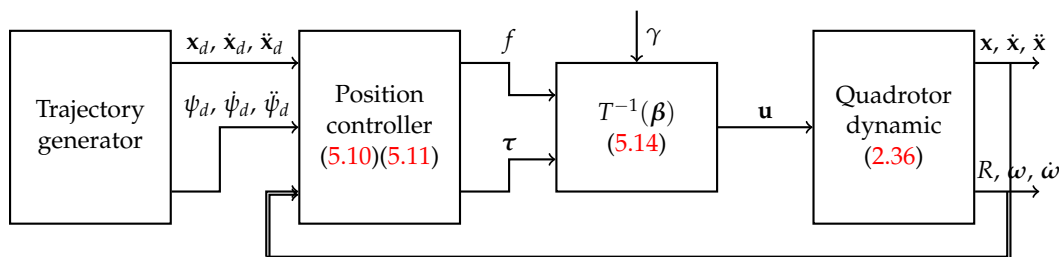 𝐱_d, 𝐱̇_d, 𝐱̈_d
ψ_d, ψ̇_d, ψ̈_d
Trajectory
generator
Position
controller
(5.10)(5.11)
f
τ
γ
T⁻¹(β)
(5.14)
𝐮
Quadrotor
dynamic
(2.36)
𝐱, 𝐱̇, 𝐱̈
R, ω, ω̇